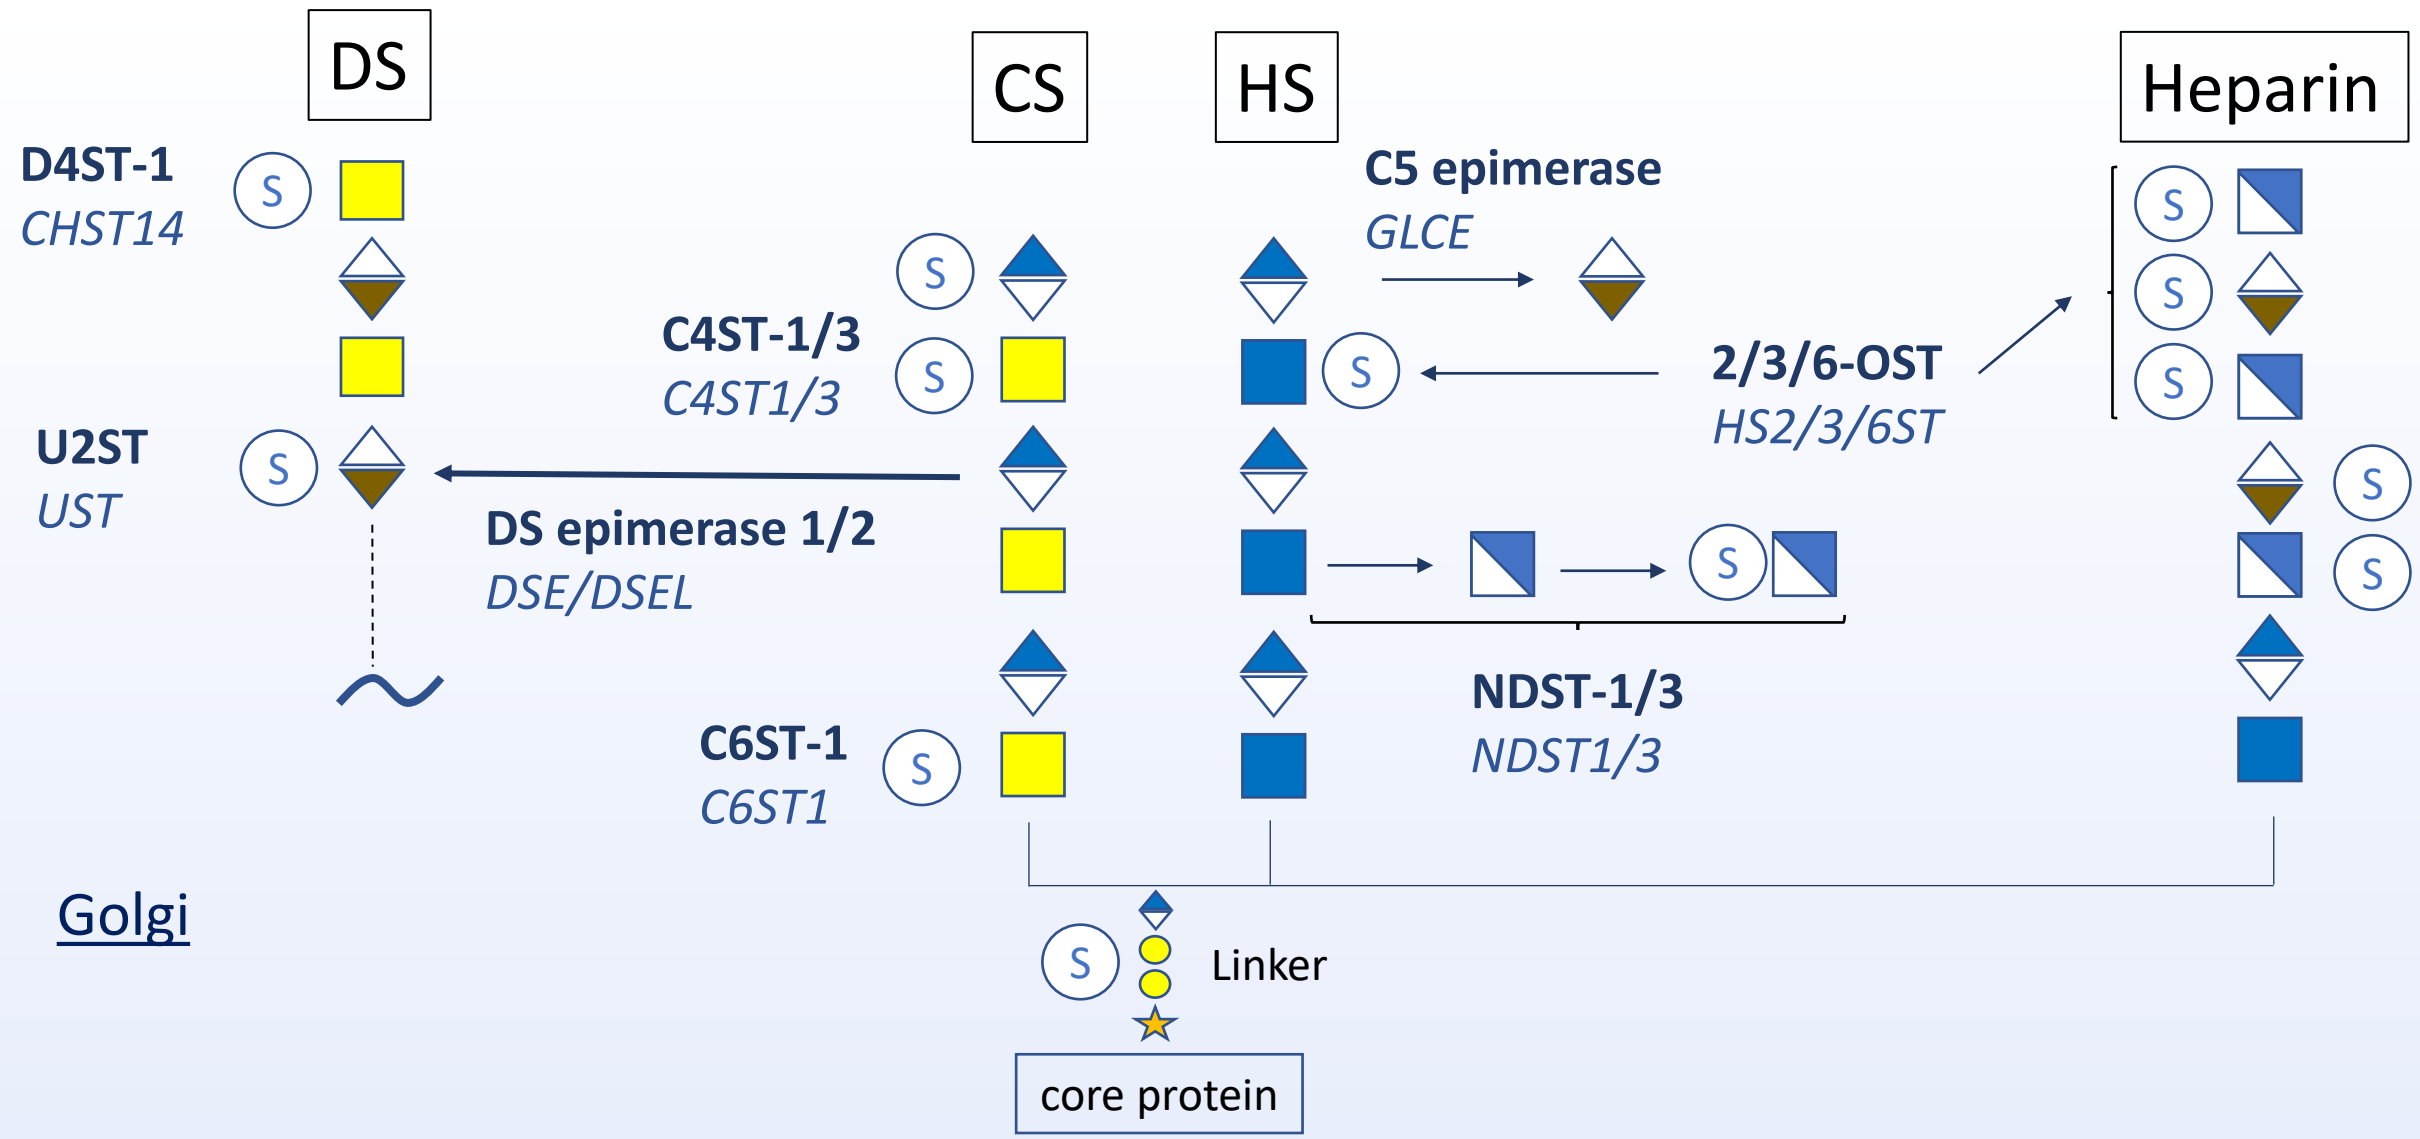 DS
CS
HS
Heparin
D4ST-1
CHST14
S
C5 epimerase
GLCE
S
S
S
S
C4ST-1/3
C4ST1/3
S
S
2/3/6-OST
HS2/3/6ST
U2ST
UST
S
S
DS epimerase 1/2
DSE/DSEL
S
S
NDST-1/3
NDST1/3
C6ST-1
C6ST1
S
Golgi
S
Linker
core protein